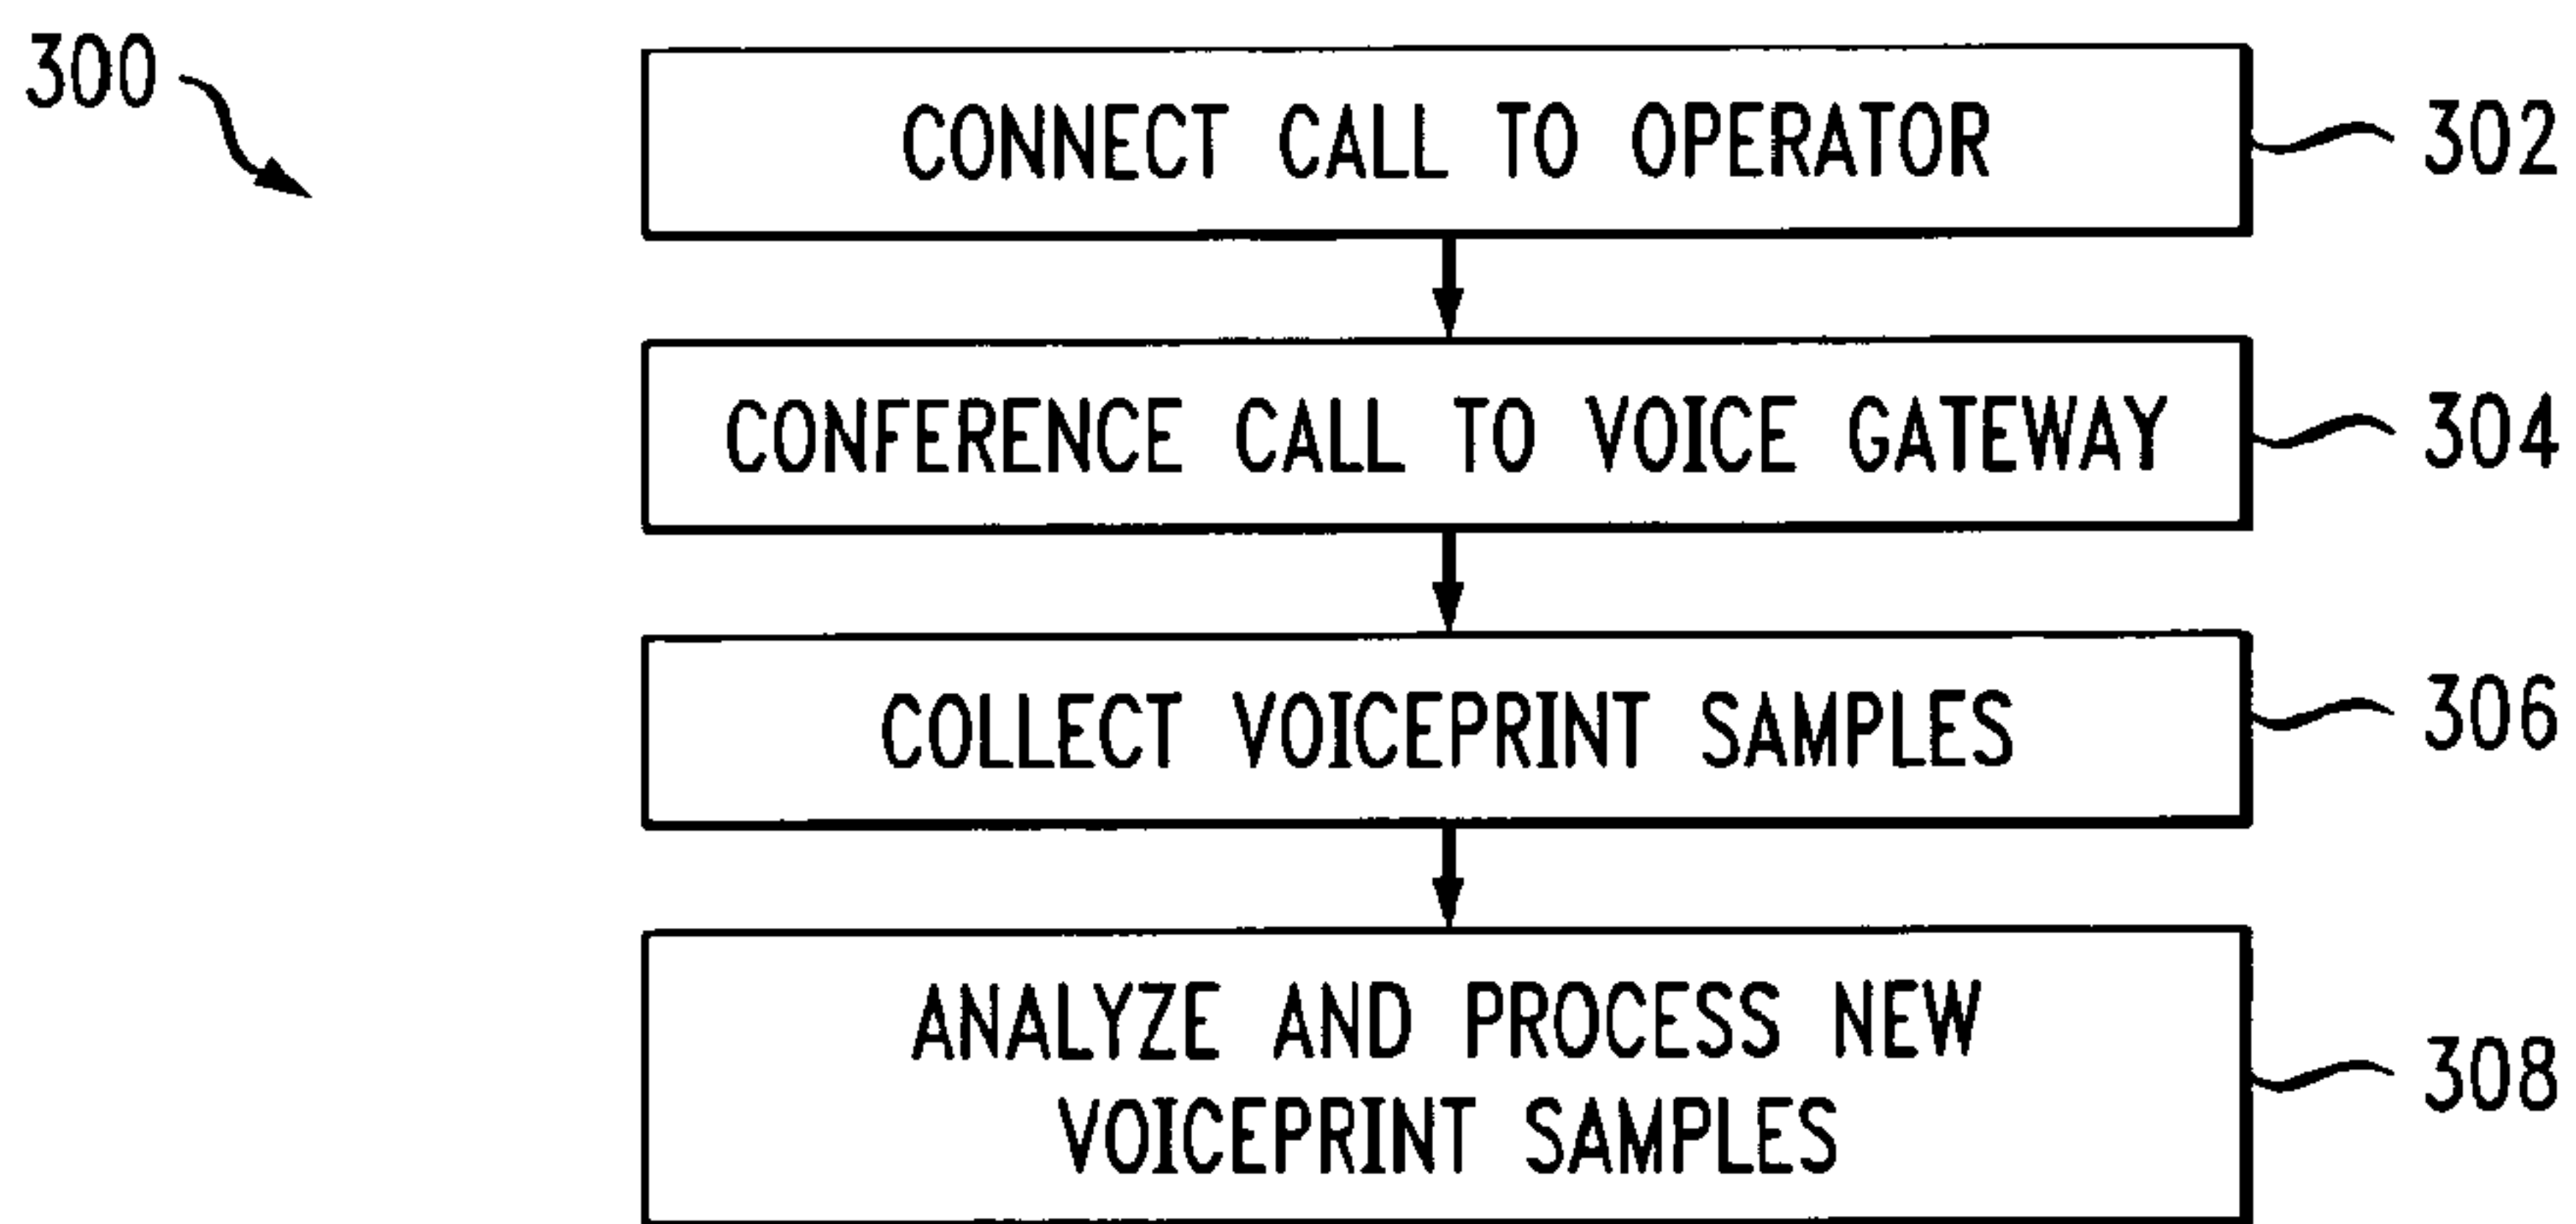 300
CONNECT CALL TO OPERATOR
302
CONFERENCE CALL TO VOICE GATEWAY
304
COLLECT VOICEPRINT SAMPLES
306
ANALYZE AND PROCESS NEW
VOICEPRINT SAMPLES
308